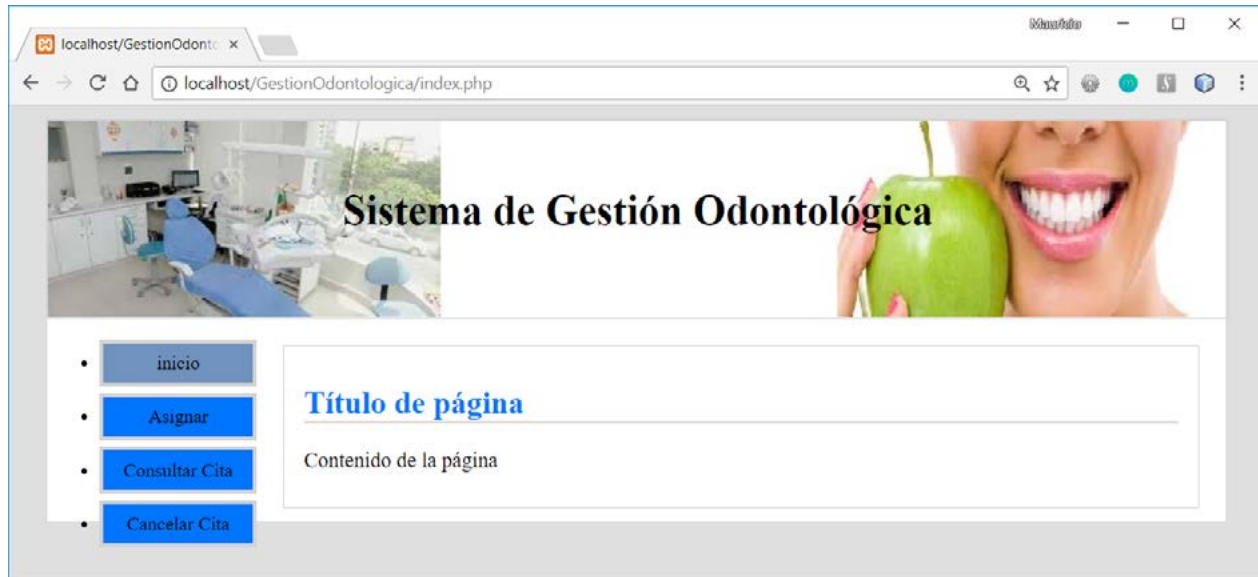 Mauricio
localhost/GestionOdonto
localhost/GestionOdontologica/index.php
Sistema de Gestión Odontológica
inicio
Asignar
Consultar Cita
Cancelar Cita
Título de página
Contenido de la página